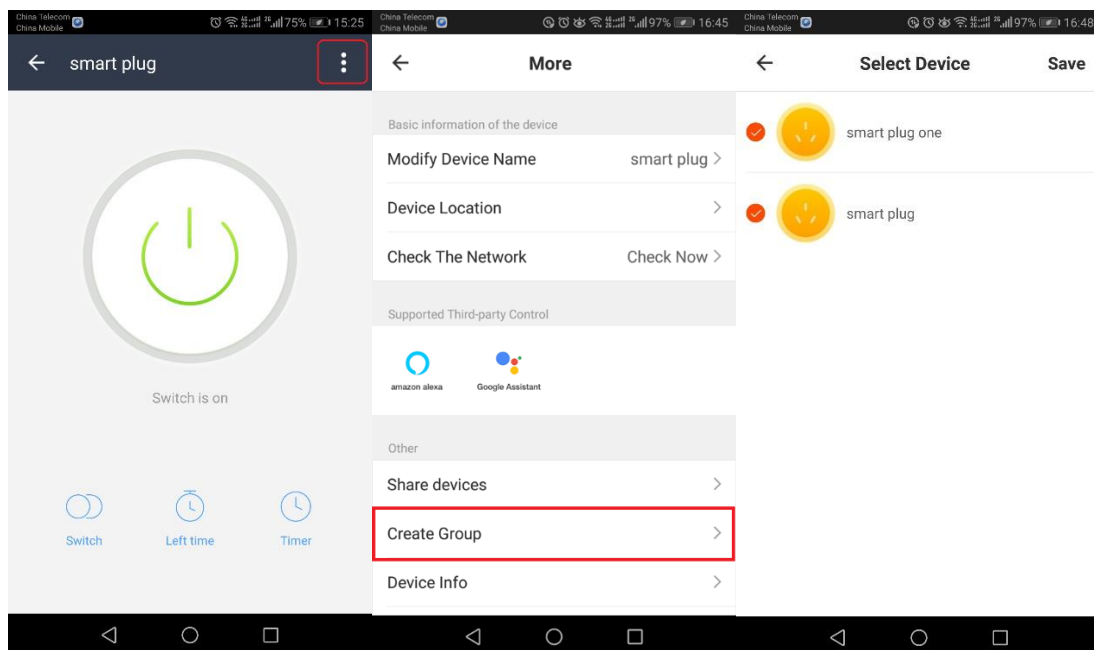 China Telecom
China Mobile
75% 15:25
smart plug
Switch is on
Switch
Left time
Timer
China Telecom
China Mobile
97% 16:45
More
Basic information of the device
Modify Device Name smart plug >
Device Location >
Check The Network Check Now >
Supported Third-party Control
amazon alexa Google Assistant
Other
Share devices >
Create Group >
Device Info >
China Telecom
China Mobile
97% 16:48
Select Device Save
smart plug one
smart plug